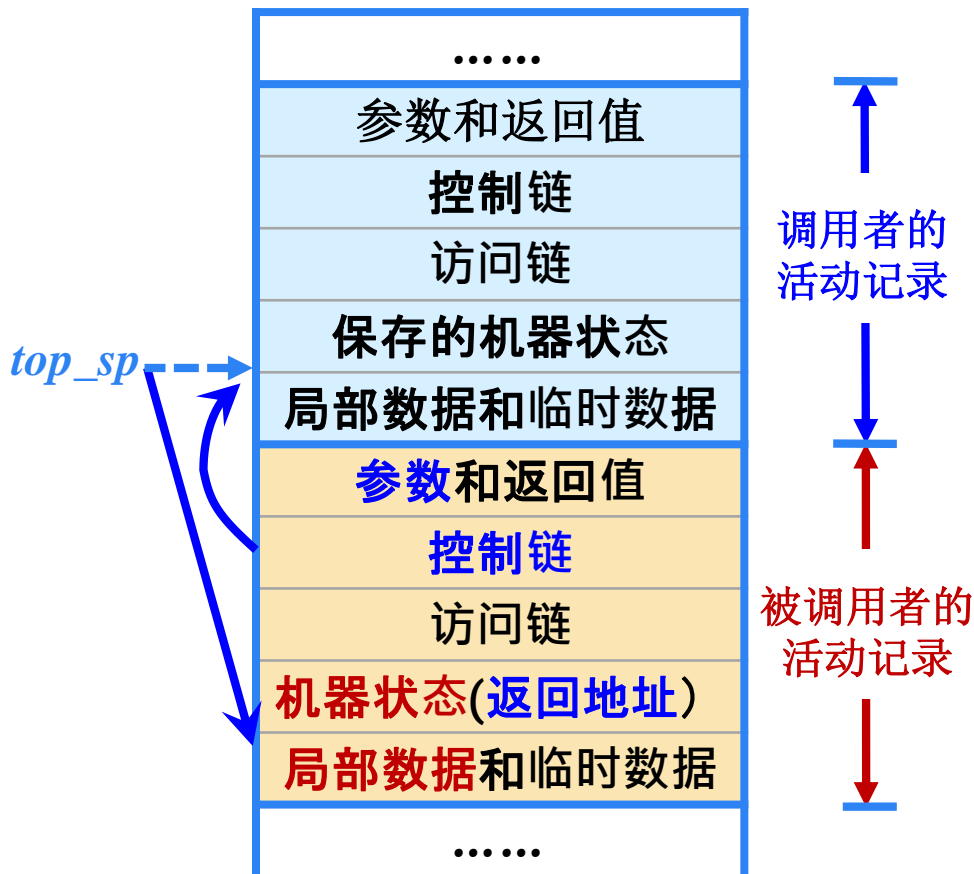 ……
参数和返回值
控制链
访问链
保存的机器状态
局部数据和临时数据
参数和返回值
控制链
访问链
机器状态(返回地址）
局部数据和临时数据
……
top_sp
调用者的
活动记录
被调用者的
活动记录